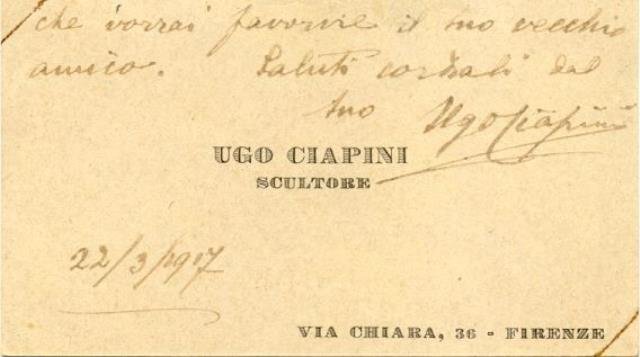 che vorrai favorire il tuo vecchio
amico. Saluti cordiali dal
tuo Ugo Ciapini
UGO CIAPINI
SCULTORE
22/3/1917
VIA CHIARA, 36 - FIRENZE